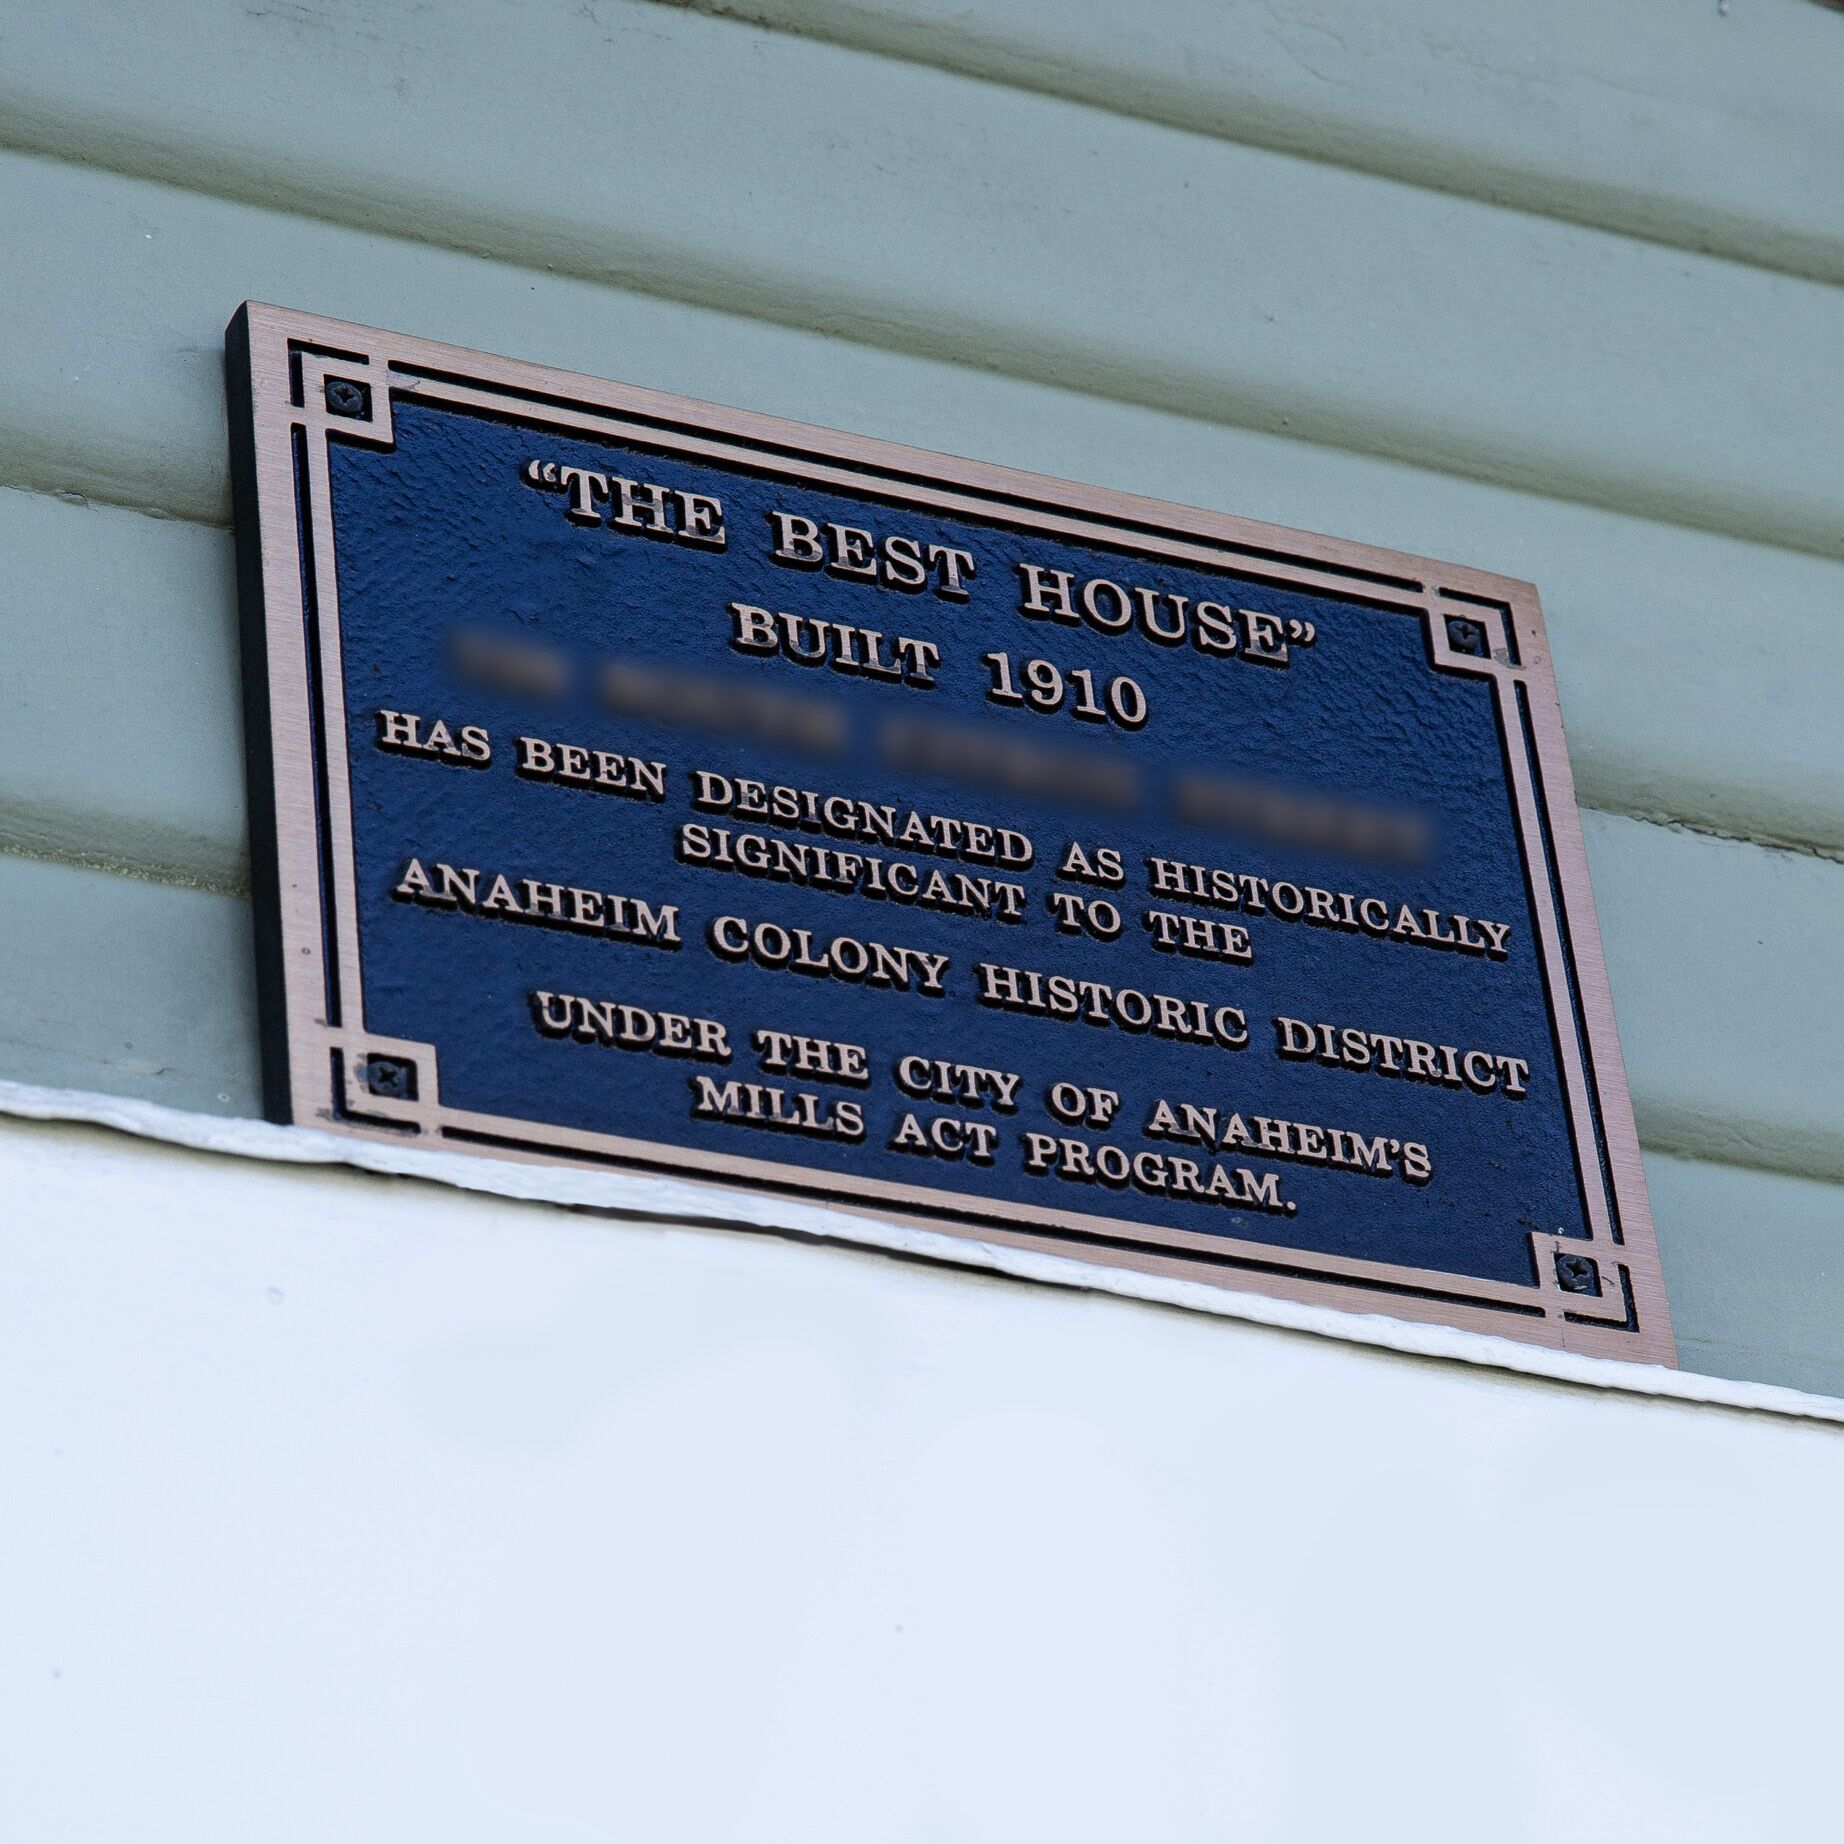 “THE BEST HOUSE”
BUILT 1910
HAS BEEN DESIGNATED AS HISTORICALLY
SIGNIFICANT TO THE
ANAHEIM COLONY HISTORIC DISTRICT
UNDER THE CITY OF ANAHEIM’S
MILLS ACT PROGRAM.